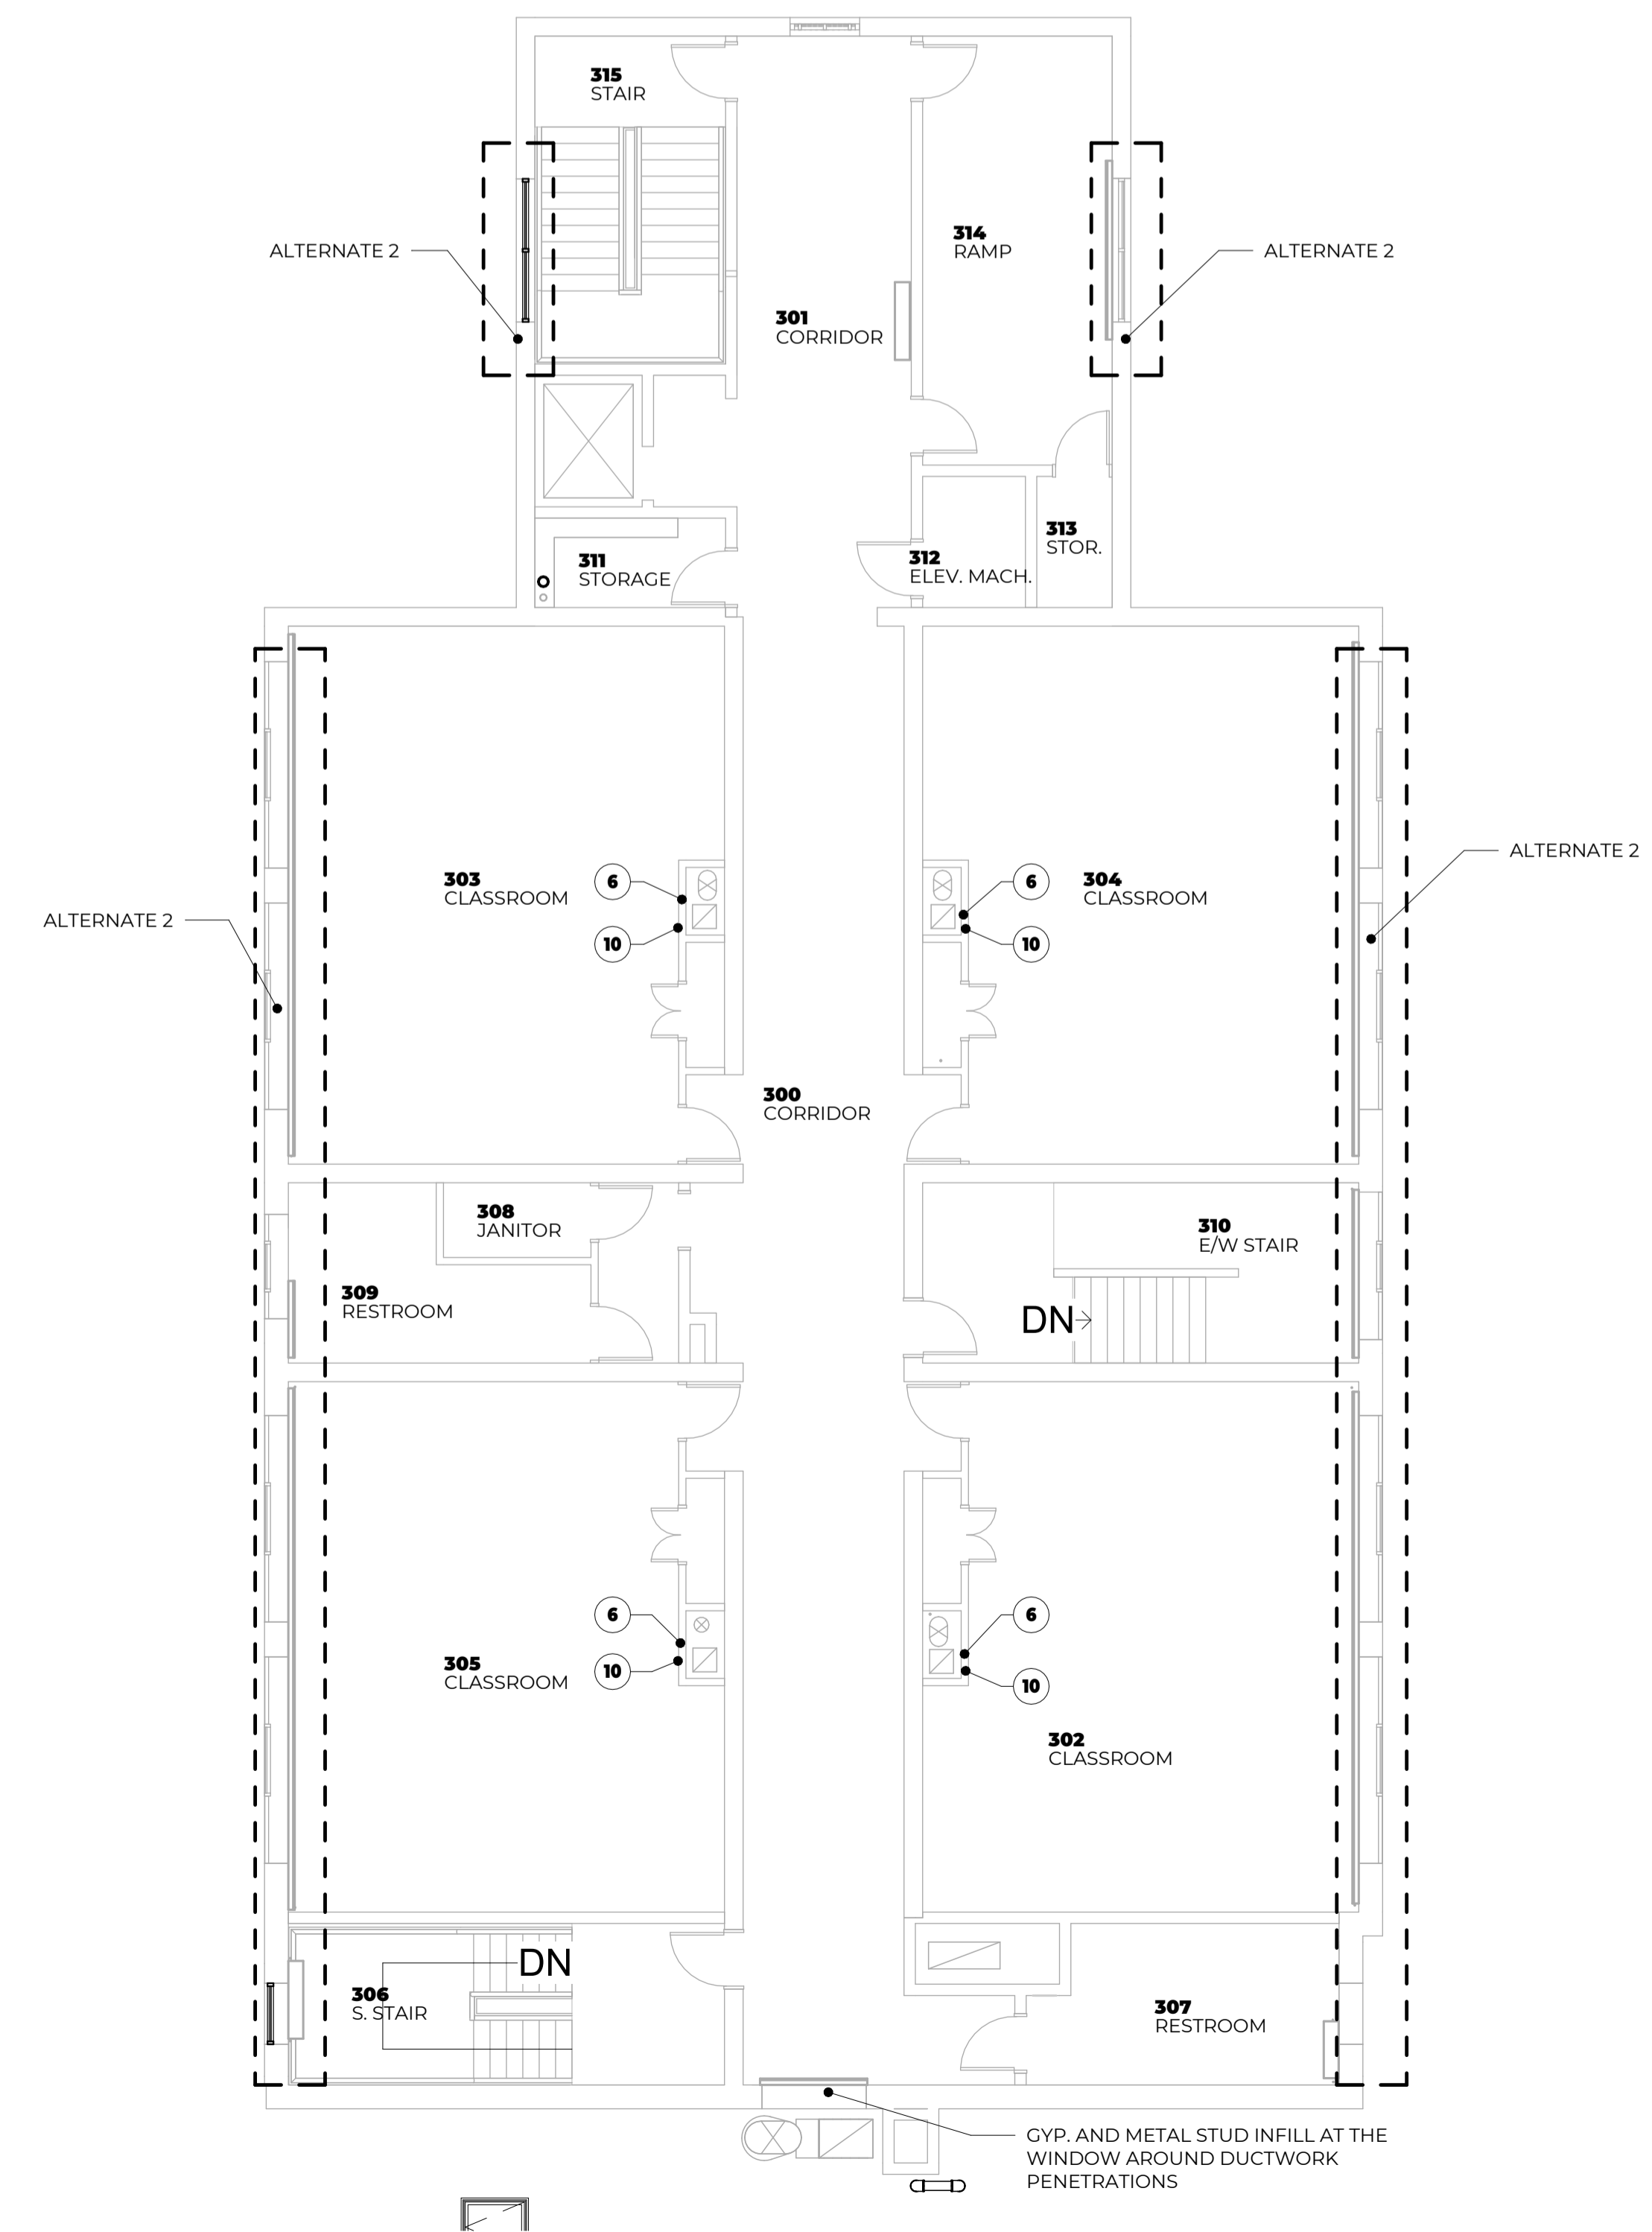 315
STAIR
314
RAMP
ALTERNATE 2
ALTERNATE 2
301
CORRIDOR
313
STOR.
312
ELEV. MACH.
311
STORAGE
ALTERNATE 2
303
CLASSROOM
6
6
304
CLASSROOM
ALTERNATE 2
10
10
300
CORRIDOR
308
JANITOR
310
E/W STAIR
309
RESTROOM
DN
6
6
305
CLASSROOM
10
10
302
CLASSROOM
DN
306
S. STAIR
307
RESTROOM
GYP. AND METAL STUD INFILL AT THE
WINDOW AROUND DUCTWORK
PENETRATIONS